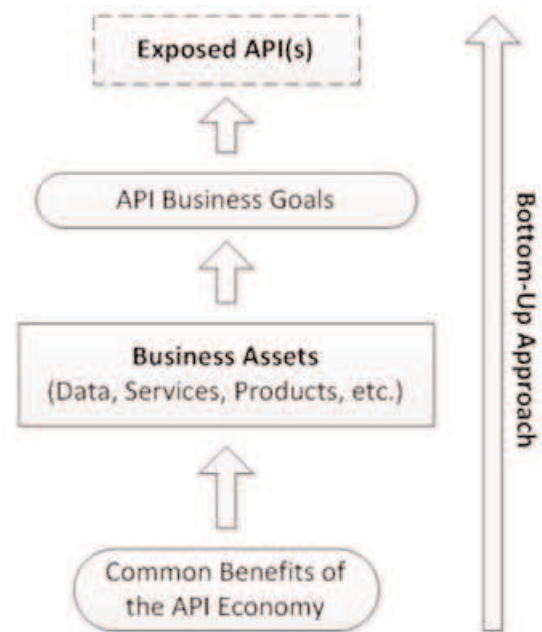 Exposed API(s)
API Business Goals
Business Assets
(Data, Services, Products, etc.)
Common Benefits of
the API Economy
Bottom-Up Approach